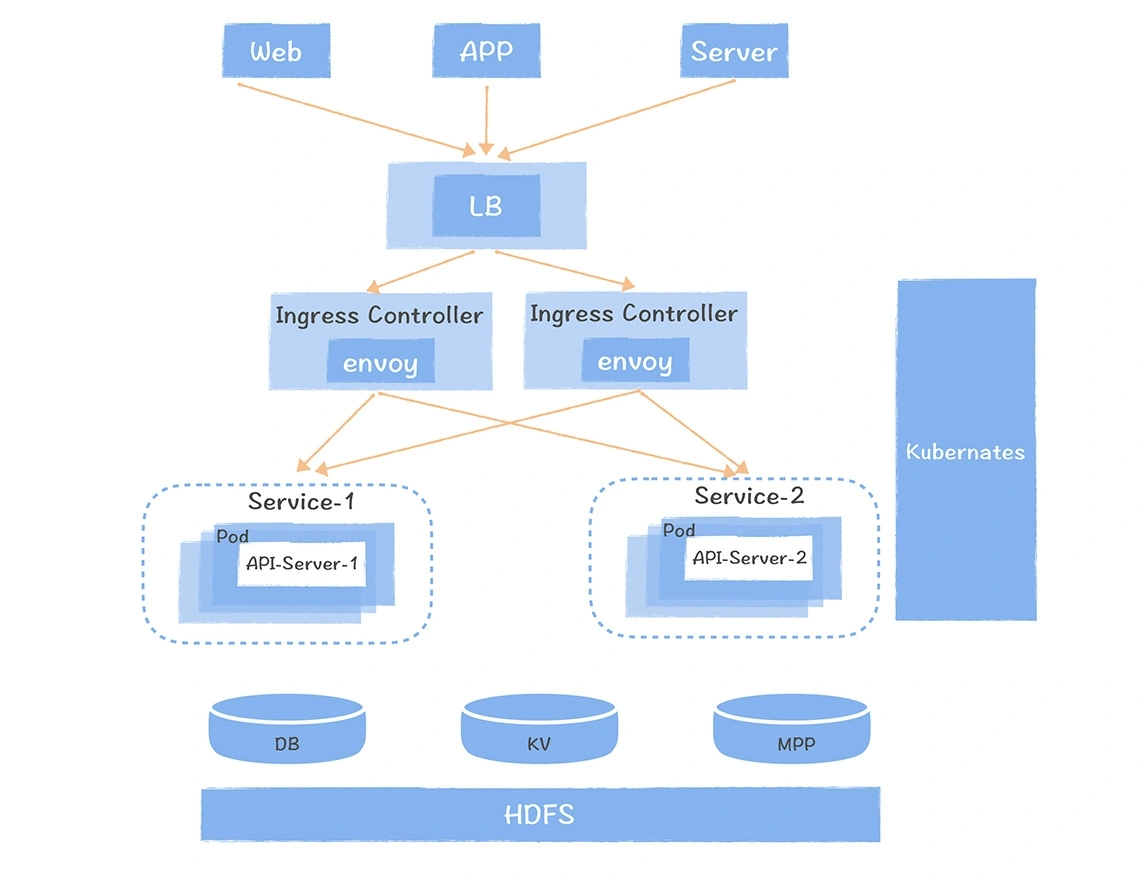 Web
APP
Server
LB
Ingress Controller
envoy
Ingress Controller
envoy
Kubernates
Service-1
Pod
API-Server-1
Service-2
Pod
API-Server-2
DB
KV
MPP
HDFS